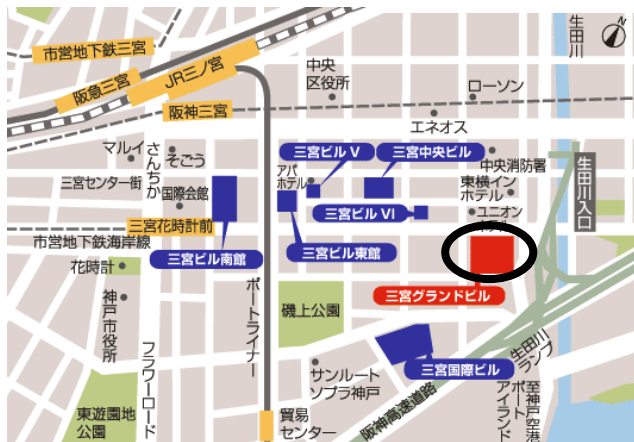 生田川
市営地下鉄三宮
JR三ノ宮
阪急三宮
中央
区役所
ローソン
阪神三宮
エネオス
マルイ
さんちか
そごう
三宮ビル V
三宮中央ビル
中央消防署
生田川入口
アパ
ホテル
東横イン
ホテル
三宮センター街
国際会館
三宮ビル VI
ユニオン
三宮花時計前
市営地下鉄海岸線
三宮ビル南館
三宮ビル東館
花時計
ポートライナー
三宮グランドビル
神戸市役所
磯上公園
フラワーロード
生田川
ランプ
三宮国際ビル
サンルート
ソプラ神戸
阪神高速道路
至神戸空港
ポート
アイランド
東遊園地
公園
貿易
センター